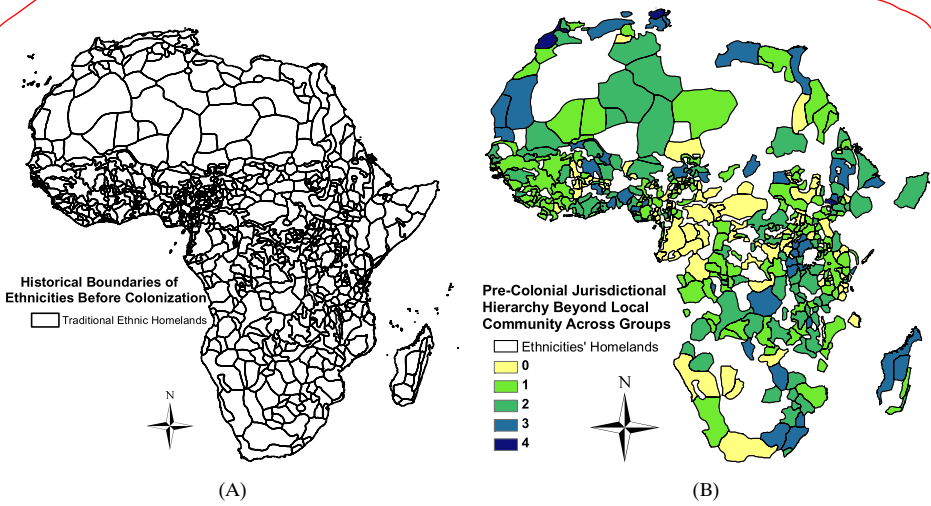 Historical Boundaries of
Ethnicities Before Colonization
Traditional Ethnic Homelands
N
(A)
Pre-Colonial Jurisdictional
Hierarchy Beyond Local
Community Across Groups
Ethnicities' Homelands
0
1
2
3
4
N
(B)